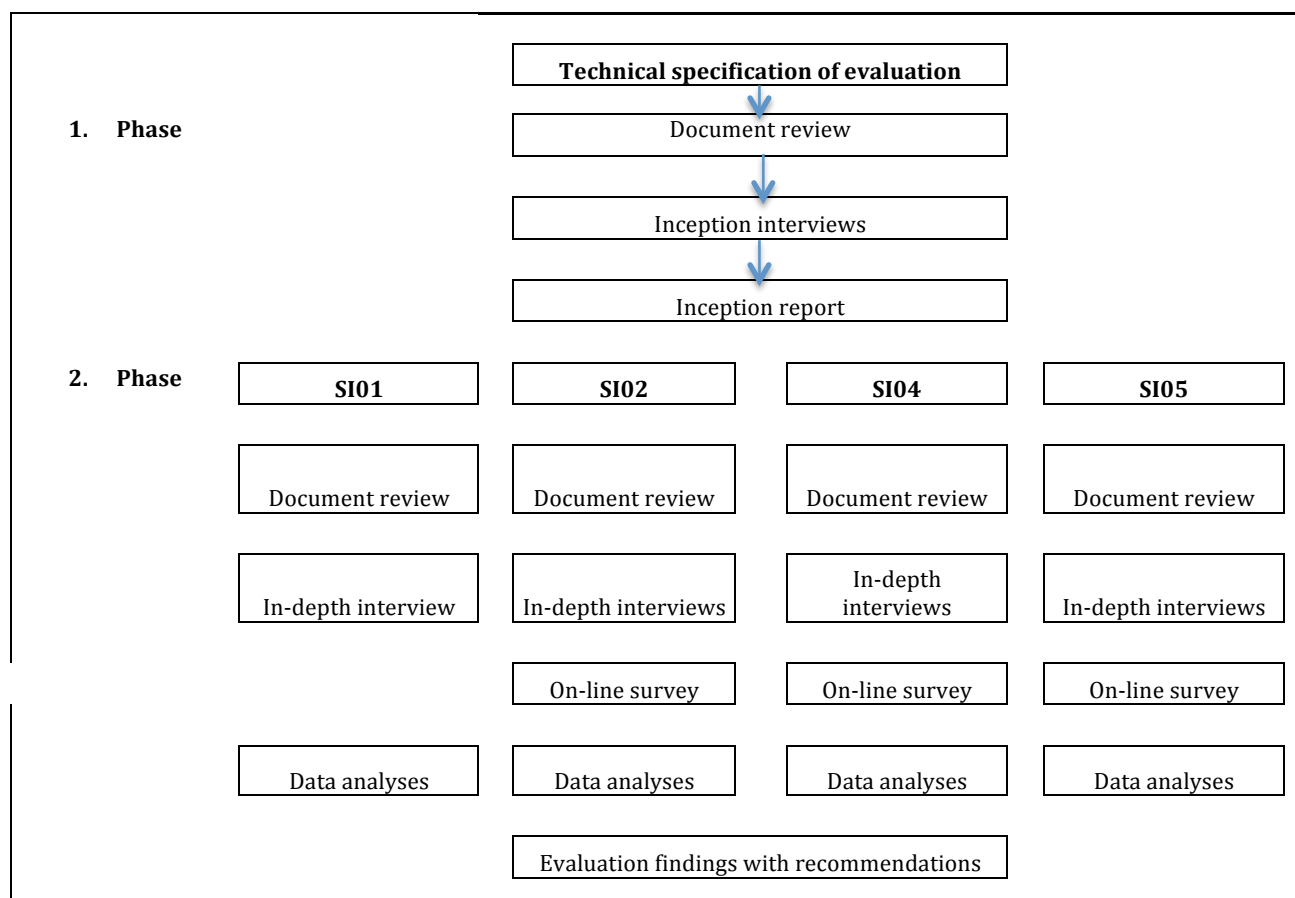 Technical specification of evaluation
1. Phase
Document review
Inception interviews
Inception report
2. Phase
SI01
SI02
SI04
SI05
Document review
Document review
Document review
Document review
In-depth interview
In-depth interviews
In-depth
interviews
In-depth interviews
On-line survey
On-line survey
On-line survey
Data analyses
Data analyses
Data analyses
Data analyses
Evaluation findings with recommendations